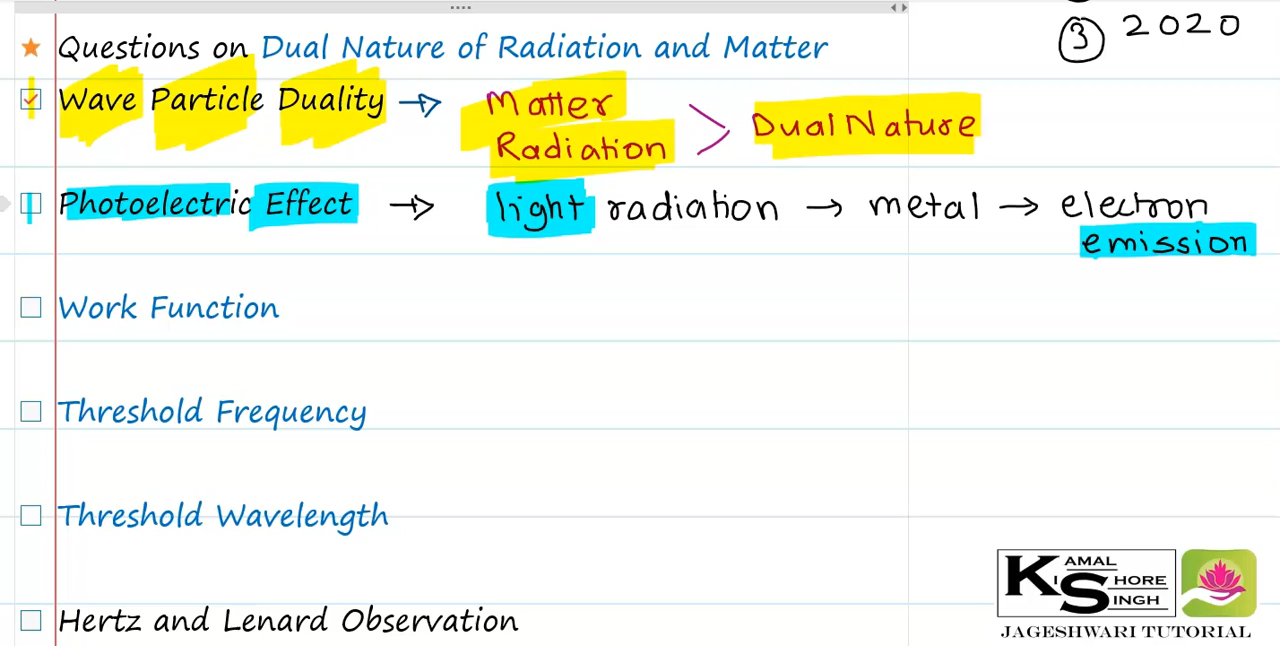 ③ 2020
Questions on Dual Nature of Radiation and Matter
Wave Particle Duality → Matter
Radiation
Dual Nature
Photoelectric Effect → light radiation → metal → electron
emission
Work Function
Threshold Frequency
Threshold Wavelength
Hertz and Lenard Observation
KAMAL
KISHORE
SINGH
JAGESHWARI TUTORIAL